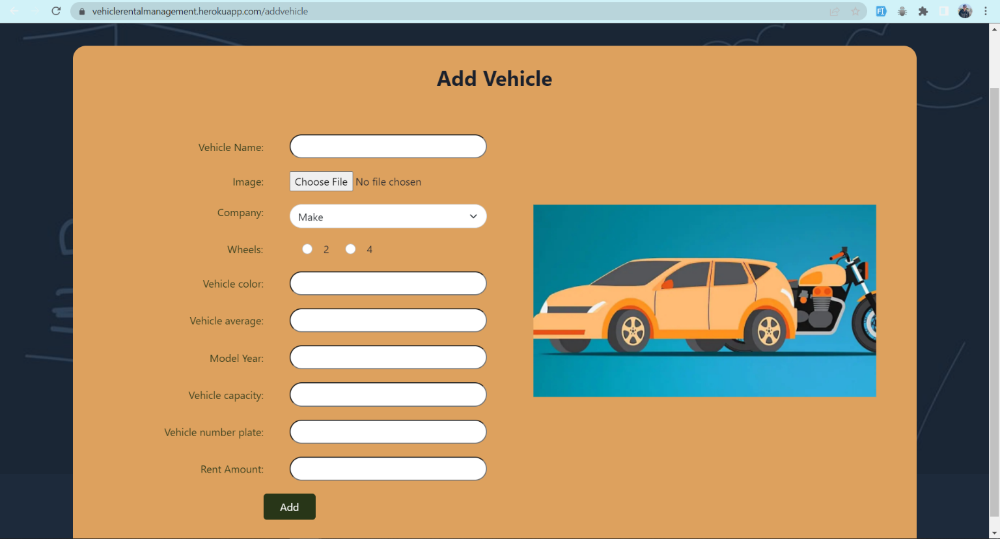 vehiclerentalmanagement.herokuapp.com/addvehicle
Add Vehicle
Vehicle Name:
Image: Choose File No file chosen
Company: Make
Wheels: 2 4
Vehicle color:
Vehicle average:
Model Year:
Vehicle capacity:
Vehicle number plate:
Rent Amount:
Add